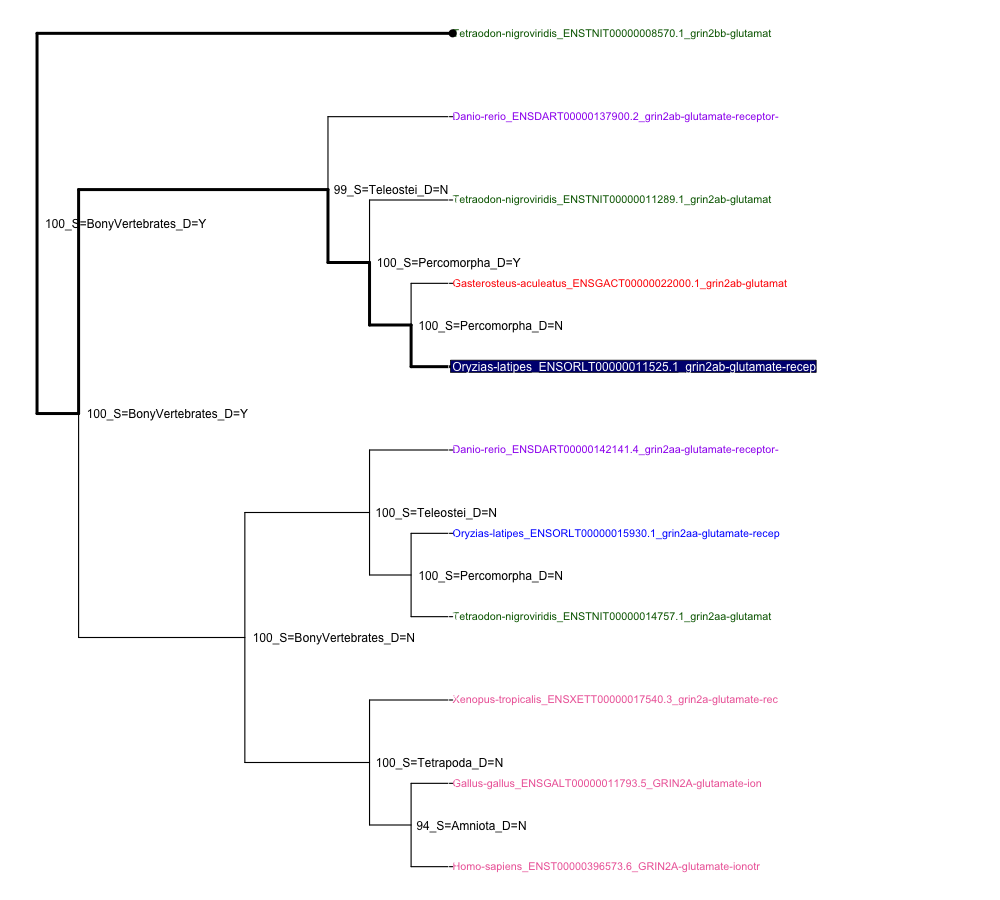 Tetraodon-nigroviridis_ENSTNIT00000008570.1_grin2bb-glutamat
Danio-rerio_ENSDART00000137900.2_grin2ab-glutamate-receptor-
99_S=Teleostei_D=N
Tetraodon-nigroviridis_ENSTNIT00000011289.1_grin2ab-glutamat
100_S=BonyVertebrates_D=Y
100_S=Percomorpha_D=Y
Gasterosteus-aculeatus_ENSGACT00000022000.1_grin2ab-glutamat
100_S=Percomorpha_D=N
Oryzias-latipes_ENSORLT00000011525.1_grin2ab-glutamate-recep
100_S=BonyVertebrates_D=Y
Danio-rerio_ENSDART00000142141.4_grin2aa-glutamate-receptor-
100_S=Teleostei_D=N
Oryzias-latipes_ENSORLT00000015930.1_grin2aa-glutamate-recep
100_S=Percomorpha_D=N
Tetraodon-nigroviridis_ENSTNIT00000014757.1_grin2aa-glutamat
100_S=BonyVertebrates_D=N
Xenopus-tropicalis_ENSXETT00000017540.3_grin2a-glutamate-rec
100_S=Tetrapoda_D=N
Gallus-gallus_ENSGALT00000011793.5_GRIN2A-glutamate-ion
94_S=Amniota_D=N
Homo-sapiens_ENST00000396573.6_GRIN2A-glutamate-ionotr